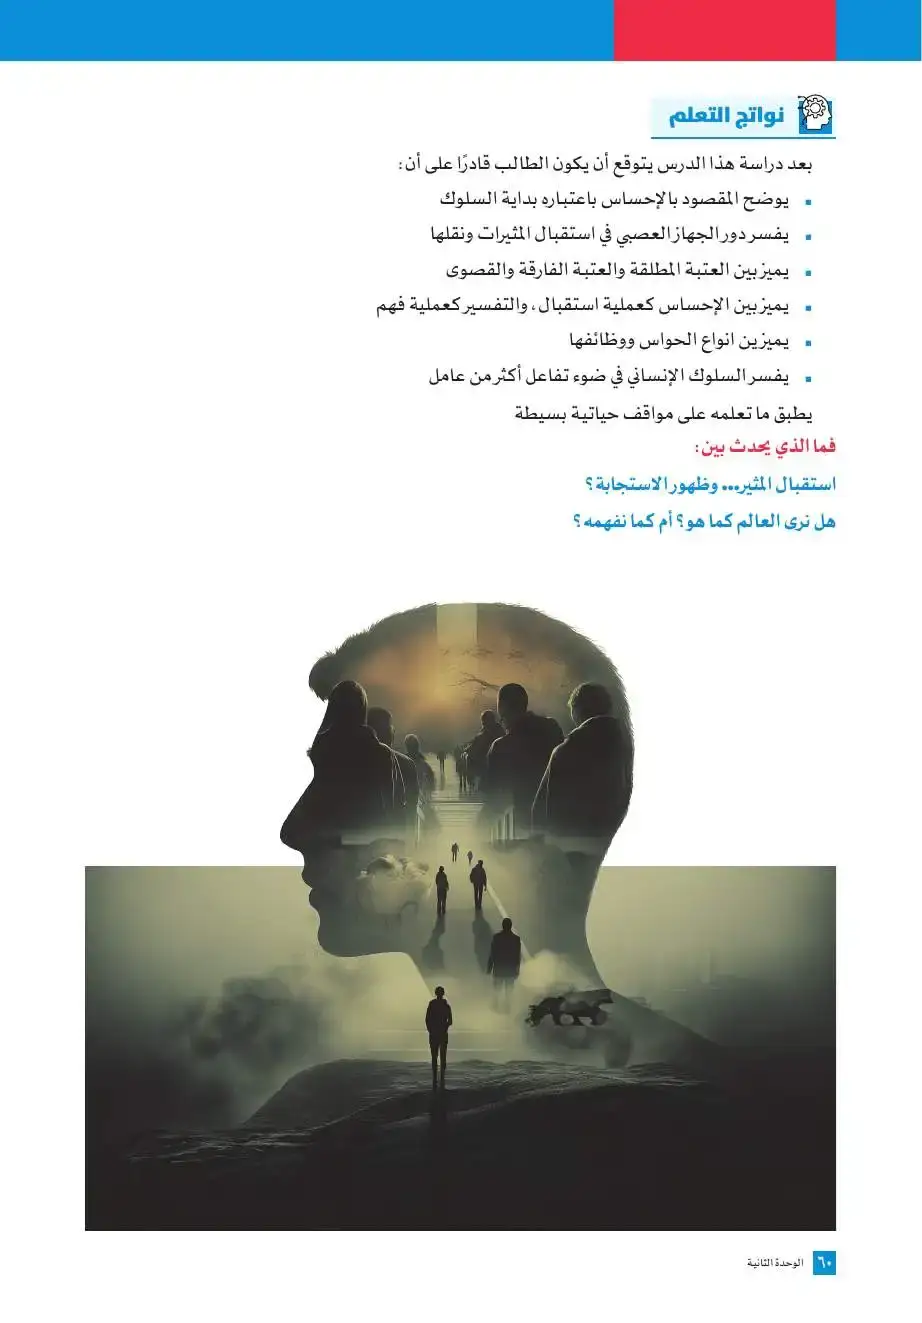 نواتج التعلم
بعد دراسة هذا الدرس يتوقع أن يكون الطالب قادرًا على أن:
▪ يوضح المقصود بالإحساس باعتباره بداية السلوك
▪ يفسر دور الجهاز العصبي في استقبال المثيرات ونقلها
▪ يميز بين العتبة المطلقة والعتبة الفارقة والقصوى
▪ يميز بين الإحساس كعملية استقبال، والتفسير كعملية فهم
▪ يميزين انواع الحواس ووظائفها
▪ يفسر السلوك الإنساني في ضوء تفاعل أكثر من عامل
يطبق ما تعلمه على مواقف حياتية بسيطة
فما الذي يحدث بين:
استقبال المثير... وظهور الاستجابة؟
هل نرى العالم كما هو؟ أم كما نفهمه؟
٦٠ الوحدة الثانية